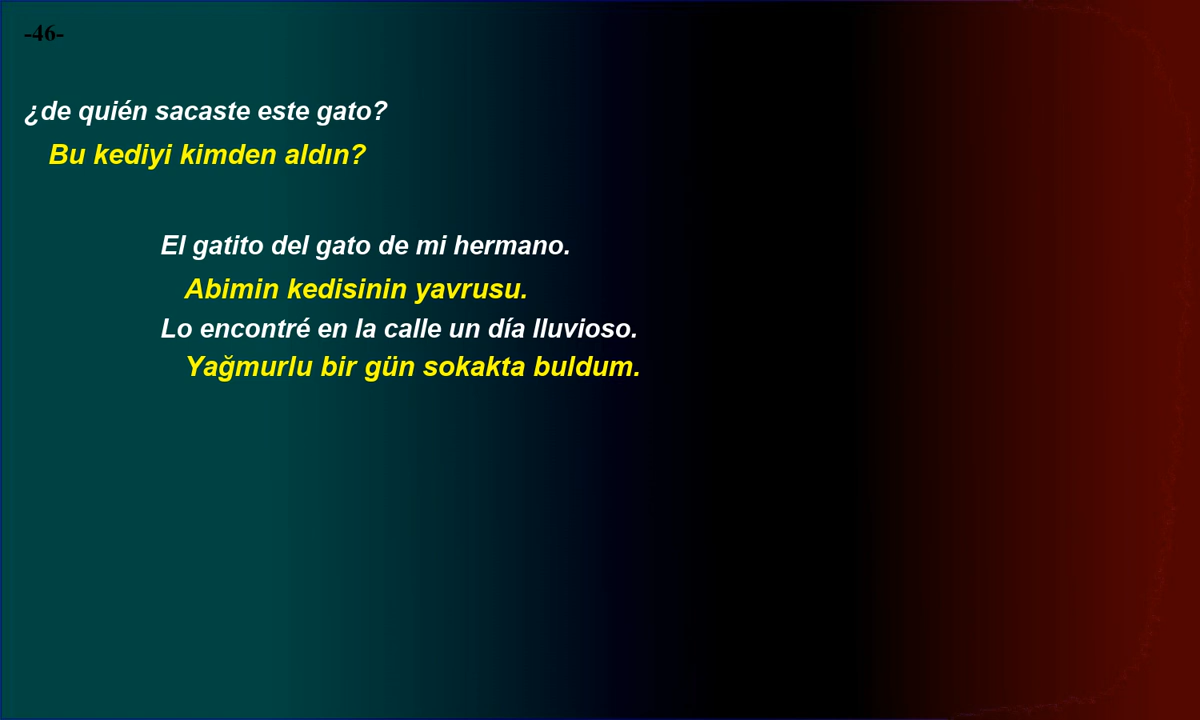 -46-
¿de quién sacaste este gato?
Bu kediyi kimden aldın?
El gatito del gato de mi hermano.
Abimin kedisinin yavrusu.
Lo encontré en la calle un día lluvioso.
Yağmurlu bir gün sokakta buldum.